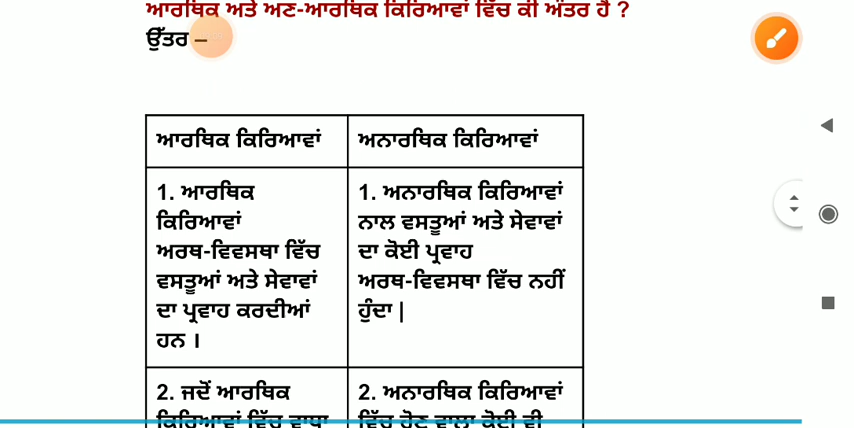 ਆਰਥਿਕ ਅਤੇ ਅਣ-ਆਰਥਿਕ ਕਿਰਿਆਵਾਂ ਵਿੱਚ ਕੀ ਅੰਤਰ ਹੈ ?
ਉੱਤਰ –
ਆਰਥਿਕ ਕਿਰਿਆਵਾਂ
ਅਨਾਰਥਿਕ ਕਿਰਿਆਵਾਂ
1. ਆਰਥਿਕ
ਕਿਰਿਆਵਾਂ
ਅਰਥ-ਵਿਵਸਥਾ ਵਿੱਚ
ਵਸਤੂਆਂ ਅਤੇ ਸੇਵਾਵਾਂ
ਦਾ ਪ੍ਰਵਾਹ ਕਰਦੀਆਂ
ਹਨ ।
1. ਅਨਾਰਥਿਕ ਕਿਰਿਆਵਾਂ
ਨਾਲ ਵਸਤੂਆਂ ਅਤੇ ਸੇਵਾਵਾਂ
ਦਾ ਕੋਈ ਪ੍ਰਵਾਹ
ਅਰਥ-ਵਿਵਸਥਾ ਵਿੱਚ ਨਹੀਂ
ਹੁੰਦਾ |
2. ਜਦੋਂ ਆਰਥਿਕ
ਕਿਰਿਆਵਾਂ ਵਿੱਚ ਵਾਧਾ
2. ਅਨਾਰਥਿਕ ਕਿਰਿਆਵਾਂ
ਵਿੱਚ ਹੋਣ ਵਾਲਾ ਕੋਈ ਵੀ